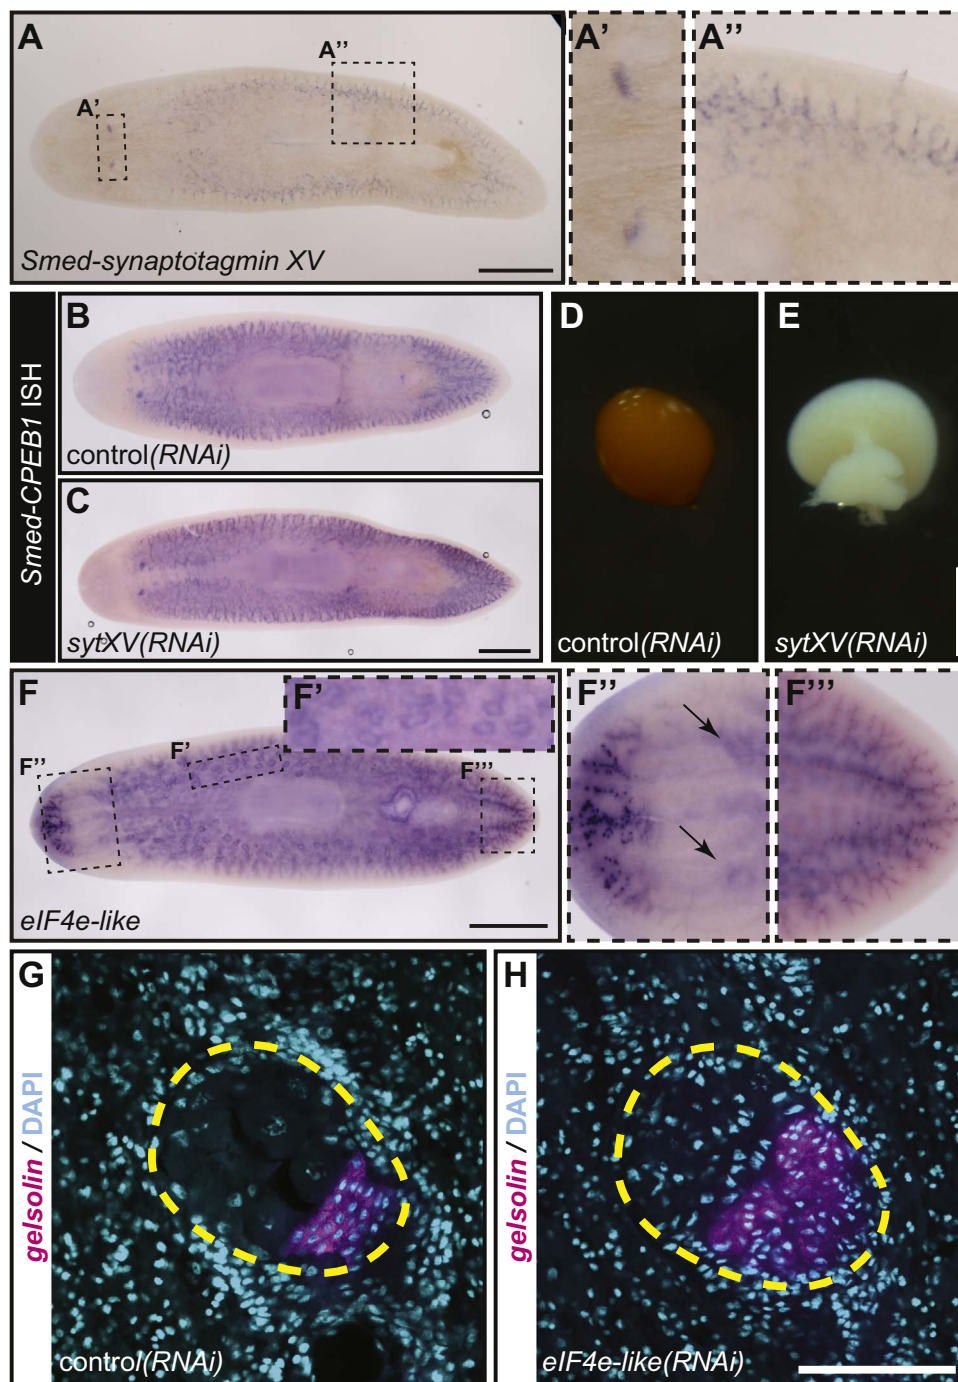 A
A'
A''
Smed-synaptotagmin XV
A'
A''
Smed-CPEB1 ISH
B
control(RNAi)
C
sytXV(RNAi)
D
control(RNAi)
E
sytXV(RNAi)
F
F'
F''
F'
F'''
eIF4e-like
F''
F'''
G
gelsolin / DAPI
control(RNAi)
H
gelsolin / DAPI
eIF4e-like(RNAi)